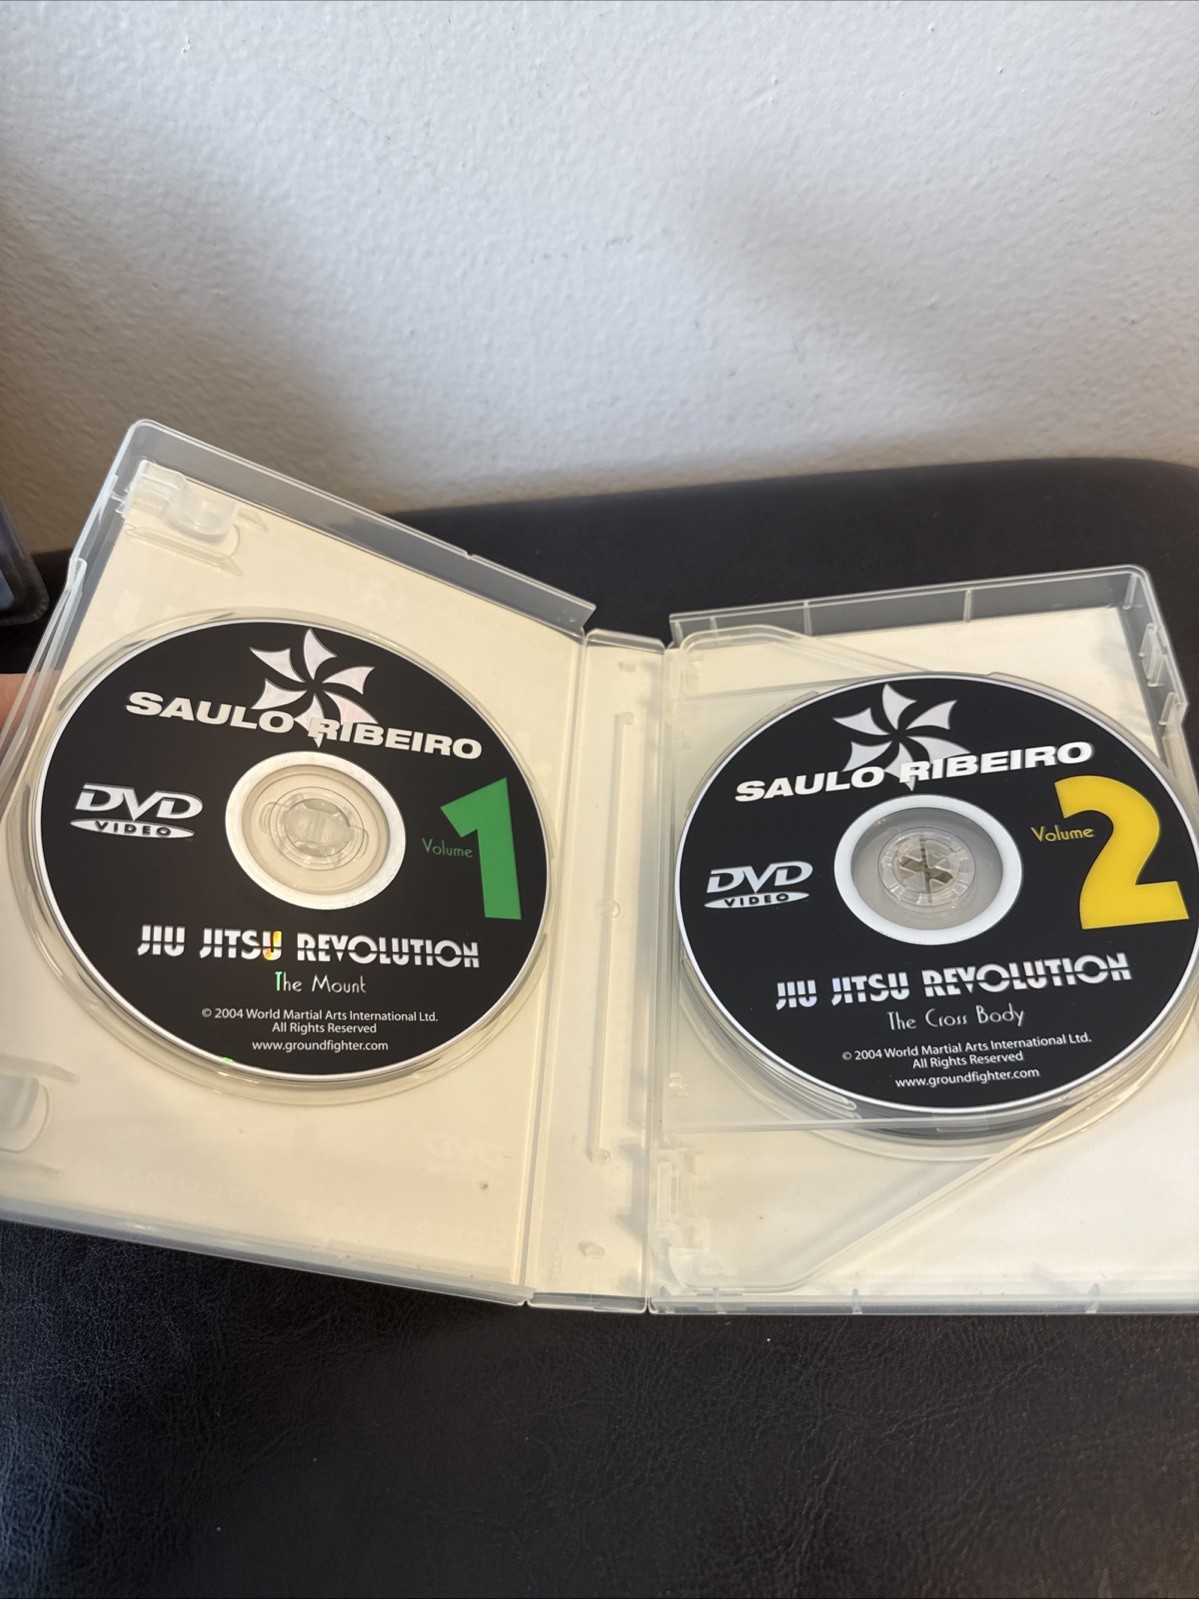 SAULO RIBEIRO
DVD
VIDEO
Volume
1
JIU JITSU REVOLUTION
The Mount
© 2004 World Martial Arts International Ltd.
All Rights Reserved
www.groundfighter.com
SAULO RIBEIRO
DVD
VIDEO
Volume
2
JIU JITSU REVOLUTION
The Cross Body
© 2004 World Martial Arts International Ltd.
All Rights Reserved
www.groundfighter.com